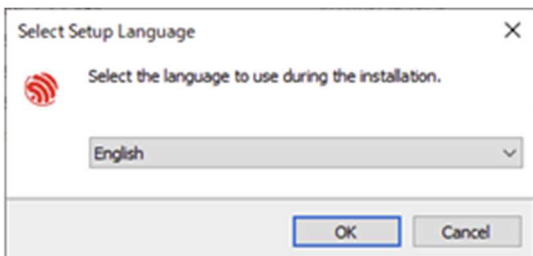 Select Setup Language
Select the language to use during the installation.
English
OK
Cancel